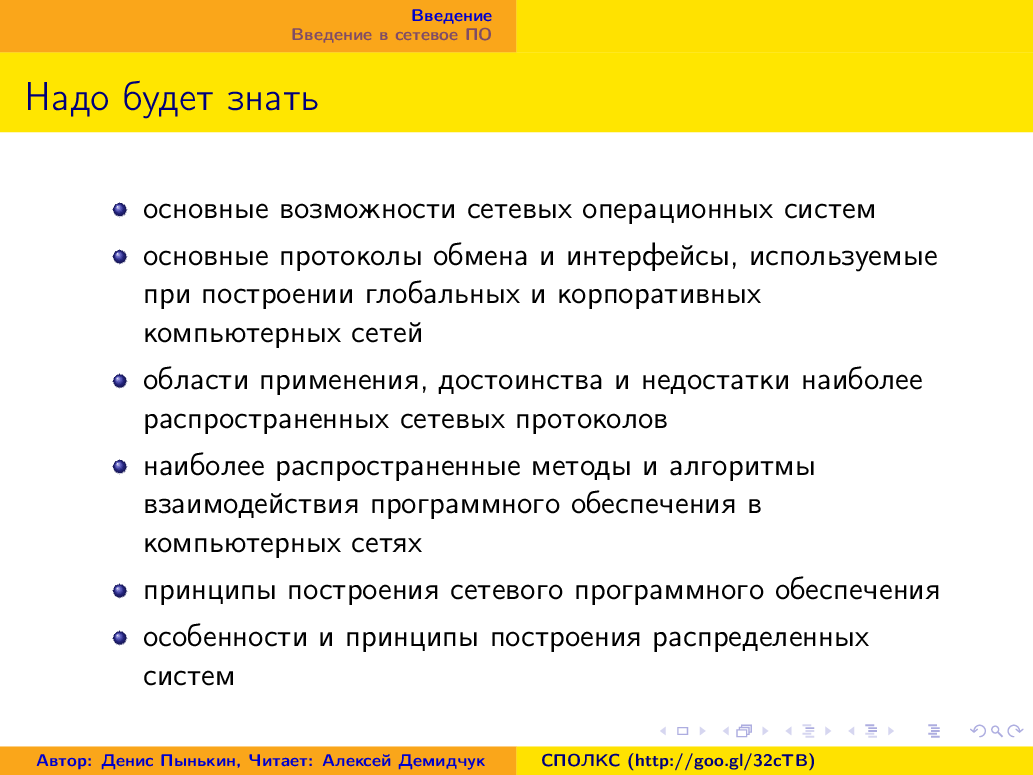 Введение
Введение в сетевое ПО
Надо будет знать
основные возможности сетевых операционных систем
основные протоколы обмена и интерфейсы, используемые
при построении глобальных и корпоративных
компьютерных сетей
области применения, достоинства и недостатки наиболее
распространенных сетевых протоколов
наиболее распространенные методы и алгоритмы
взаимодействия программного обеспечения в
компьютерных сетях
принципы построения сетевого программного обеспечения
особенности и принципы построения распределенных
систем
Автор: Денис Пынькин, Читает: Алексей Демидчук
СПОЛКС (http://goo.gl/32cTB)